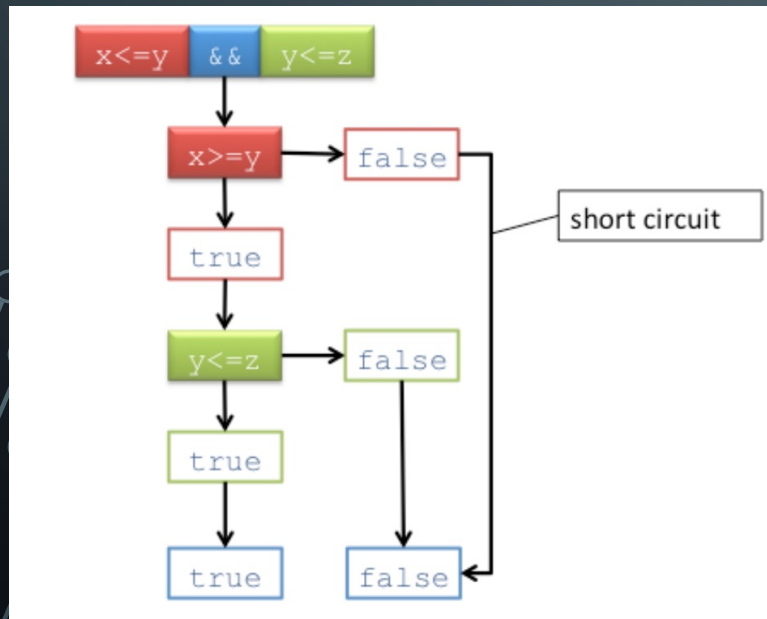 x<=y && y<=z
x>=y false
short circuit
true
y<=z false
true
true false